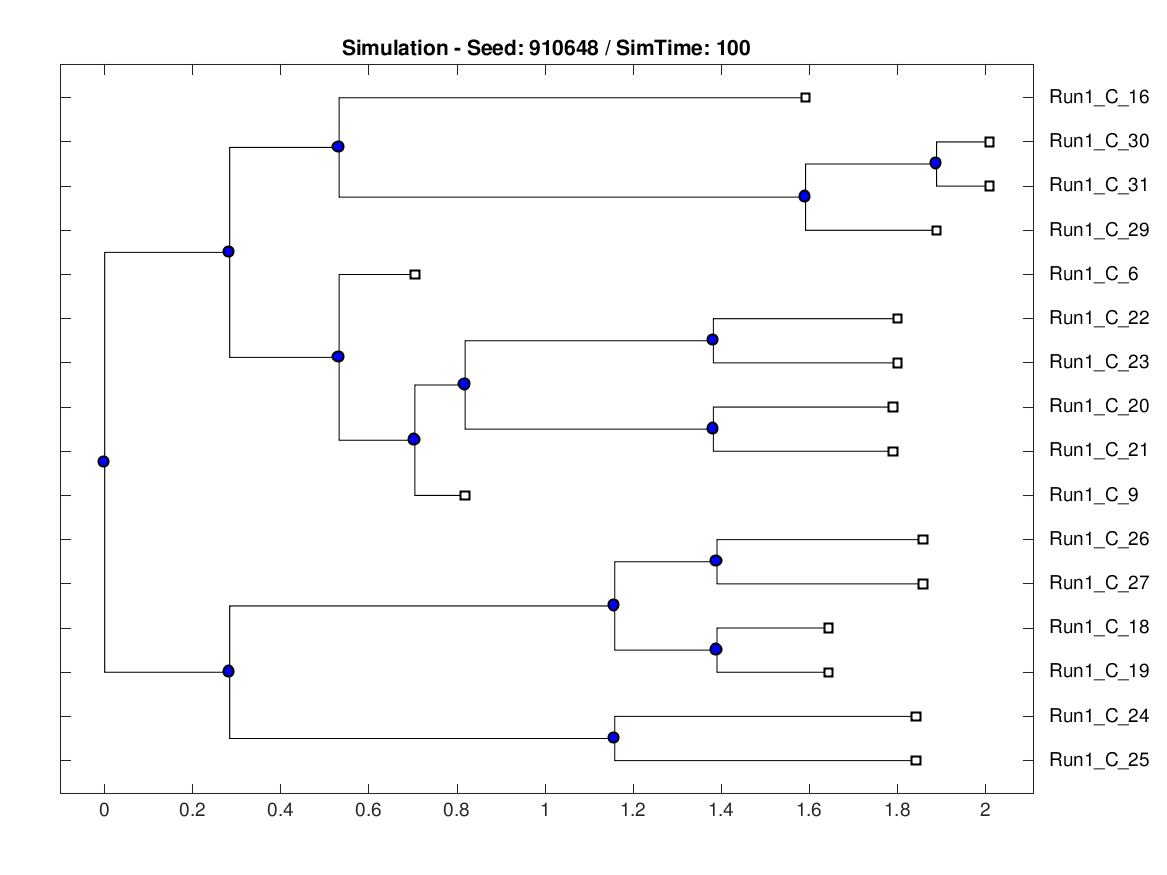 Simulation - Seed: 910648 / SimTime: 100
Run1_C_16
Run1_C_30
Run1_C_31
Run1_C_29
Run1_C_6
Run1_C_22
Run1_C_23
Run1_C_20
Run1_C_21
Run1_C_9
Run1_C_26
Run1_C_27
Run1_C_18
Run1_C_19
Run1_C_24
Run1_C_25
0 0.2 0.4 0.6 0.8 1 1.2 1.4 1.6 1.8 2